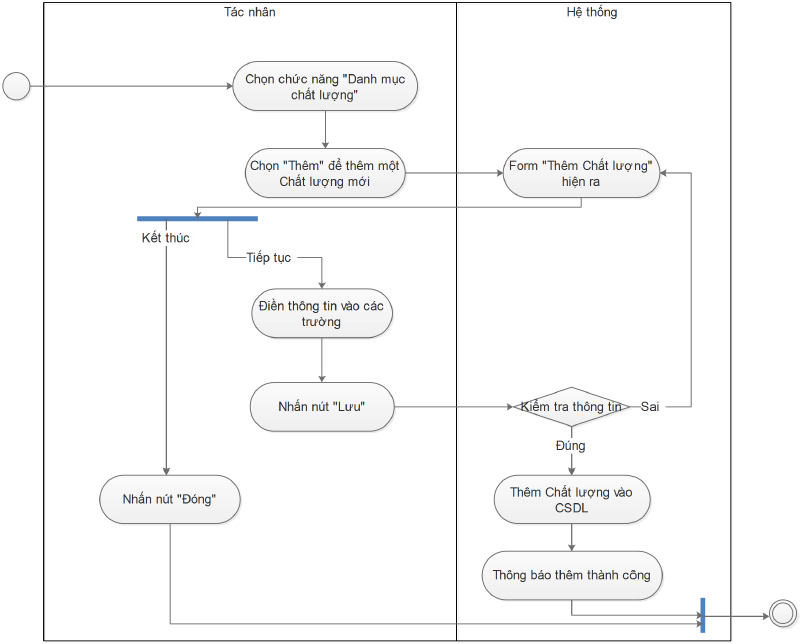 Tác nhân
Hệ thống
Chọn chức năng "Danh mục
chất lượng"
Chọn "Thêm" để thêm một
Chất lượng mới
Form "Thêm Chất lượng"
hiện ra
Kết thúc
Tiếp tục
Điền thông tin vào các
trường
Nhấn nút "Lưu"
Kiểm tra thông tin
Sai
Đúng
Nhấn nút "Đóng"
Thêm Chất lượng vào
CSDL
Thông báo thêm thành công